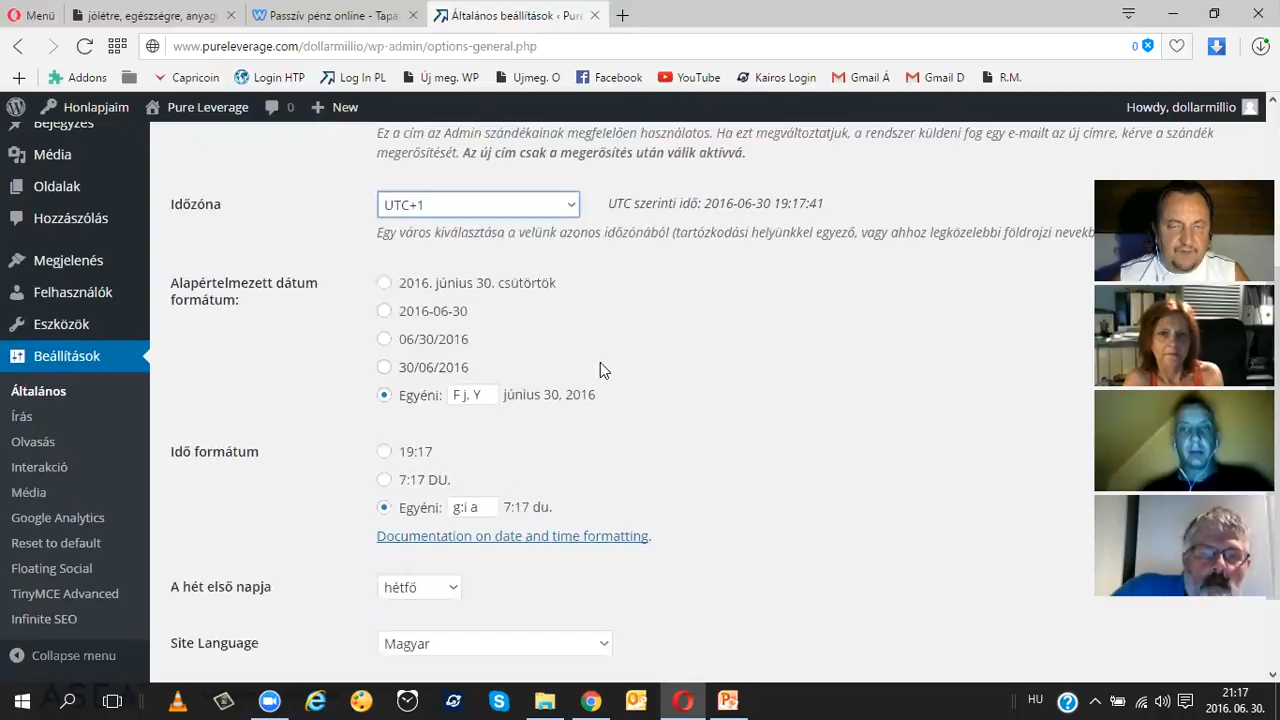 Menü
jólétre, egészségre, anyag
Passzív pénz online - Tapa
Általános beállítások ‹ Pure
www.pureleverage.com/dollarmillio/wp-admin/options-general.php
0
Addons
Capricoin
Login HTP
Log In PL
Új meg. WP
Ujmeg. O
Facebook
YouTube
Kairos Login
Gmail Á
Gmail D
R.M.
Honlapjaim
Pure Leverage
0
New
Howdy, dollarmillio
Bejegyzés
Média
Oldalak
Hozzászólás
Megjelenés
Felhasználók
Eszközök
Beállítások
Általános
Írás
Olvasás
Interakció
Média
Google Analytics
Reset to default
Floating Social
TinyMCE Advanced
Infinite SEO
Collapse menu
Ez a cím az Admin szándékainak megfelelően használatos. Ha ezt megváltoztatjuk, a rendszer küldeni fog egy e-mailt az új címre, kérve a szándék
megerősítését. Az új cím csak a megerősítés után válik aktívvá.
Időzóna
UTC+1
UTC szerinti idő: 2016-06-30 19:17:41
Egy város kiválasztása a velünk azonos időzónából (tartózkodási helyünkkel egyező, vagy ahhoz legközelebbi földrajzi nevekb
Alapértelmezett dátum
formátum:
2016. június 30. csütörtök
2016-06-30
06/30/2016
30/06/2016
Egyéni: F j, Y június 30, 2016
Idő formátum
19:17
7:17 DU.
Egyéni: g:i a 7:17 du.
Documentation on date and time formatting.
A hét első napja
hétfő
Site Language
Magyar
HU
21:17
2016. 06. 30.